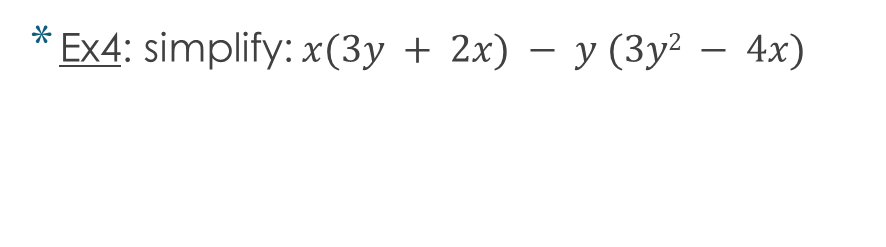 * Ex4: simplify: x(3y + 2x) − y (3y² − 4x)